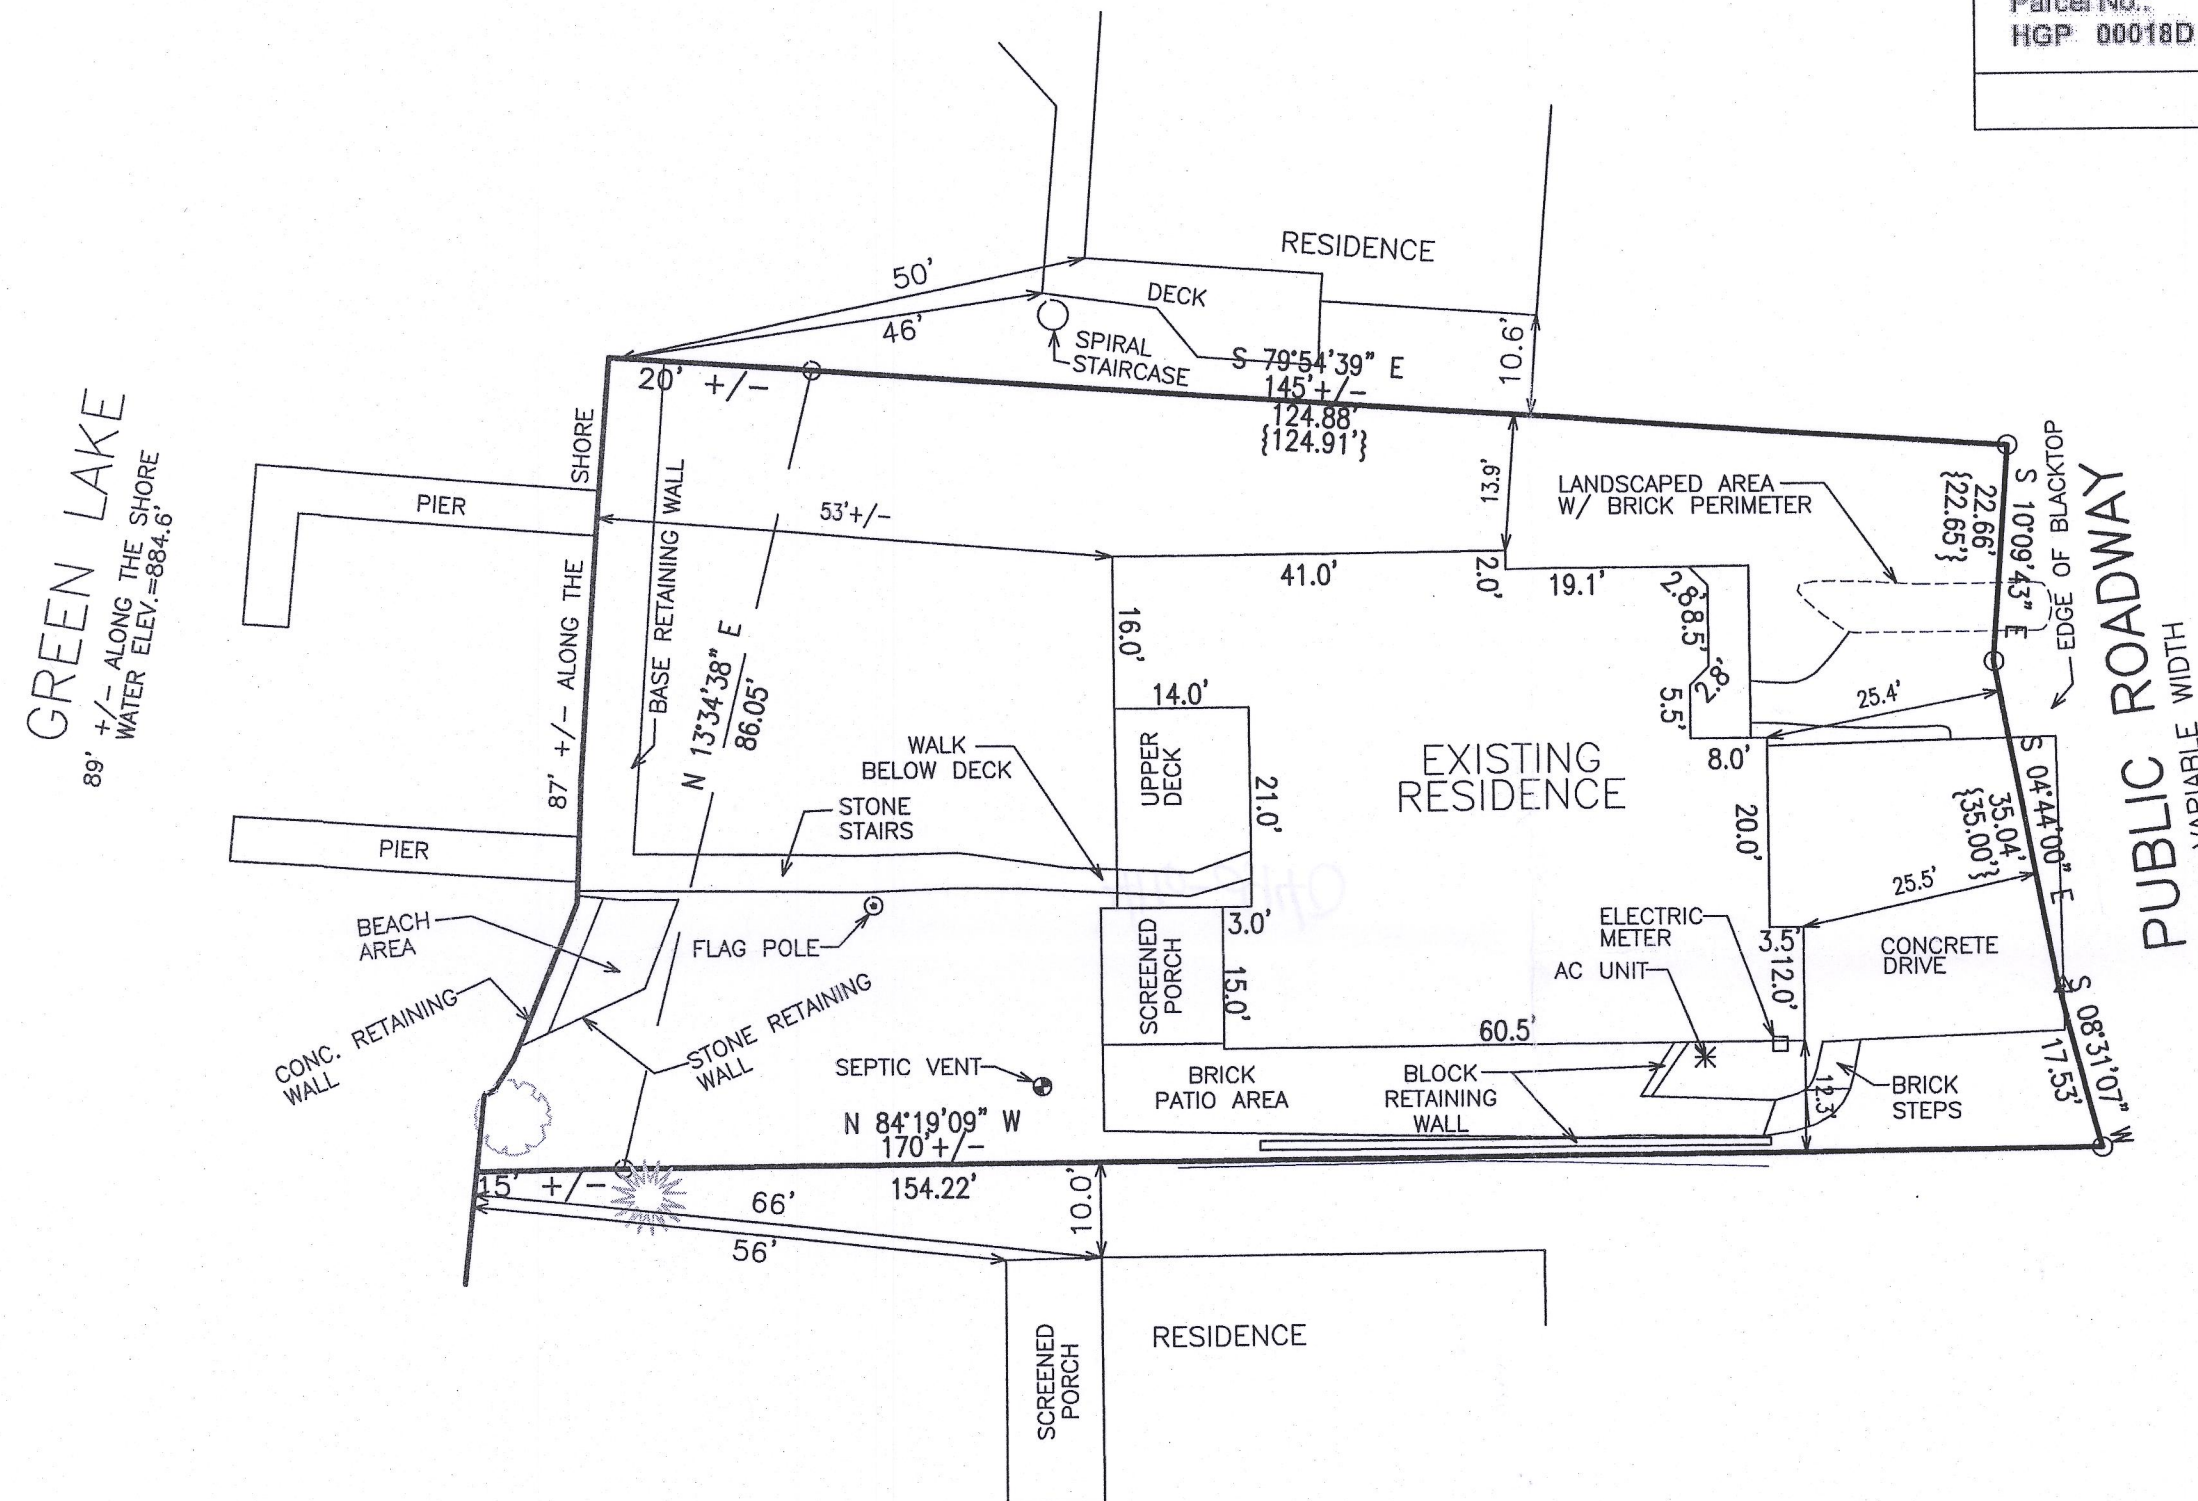 Parcel No.:
HGP 00018D
RESIDENCE
50'
DECK
46'
10.6'
SPIRAL
STAIRCASE
S 79°54'39" E
145'+/-
124.88'
{124.91'}
20' +/-
GREEN LAKE
89' +/- ALONG THE SHORE
WATER ELEV.=884.6'
87' +/- ALONG THE SHORE
PIER
BASE RETAINING WALL
53'+/-
13.9'
LANDSCAPED AREA
W/ BRICK PERIMETER
S 10°09'43" E
22.66'
{22.65'}
EDGE OF BLACKTOP
PUBLIC ROADWAY
VARIABLE WIDTH
41.0'
2.0'
19.1'
2.8'
8.5'
2.8'
5.5'
16.0'
N 13°34'38" E
86.05'
14.0'
25.4'
UPPER
DECK
WALK
BELOW DECK
EXISTING
RESIDENCE
8.0'
S 04°44'00" E
35.04'
{35.00'}
STONE
STAIRS
21.0'
20.0'
PIER
25.5'
BEACH
AREA
FLAG POLE
SCREENED
PORCH
3.0'
15.0'
ELECTRIC
METER
AC UNIT
3.5'
12.0'
CONCRETE
DRIVE
CONC. RETAINING
WALL
STONE RETAINING
WALL
60.5'
S 08°31'07" W
17.53'
SEPTIC VENT
BRICK
PATIO AREA
BLOCK
RETAINING
WALL
12.3'
BRICK
STEPS
N 84°19'09" W
170'+/-
15' +/-
154.22'
66'
10.0'
56'
SCREENED
PORCH
RESIDENCE